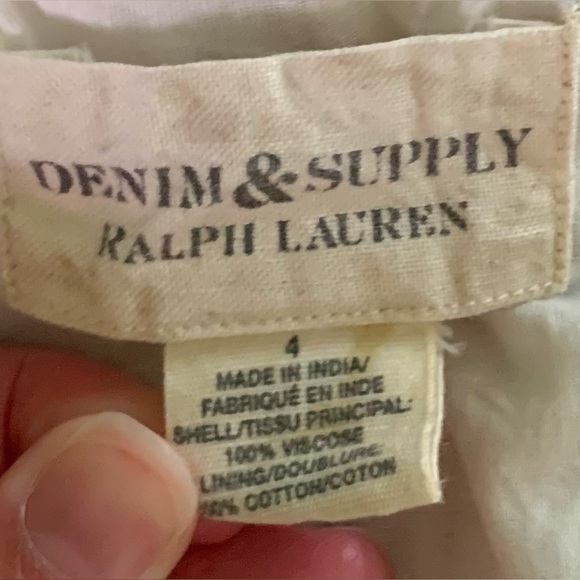 DENIM & SUPPLY
RALPH LAUREN
4
MADE IN INDIA/
FABRIQUÉ EN INDE
SHELL/TISSU PRINCIPAL:
100% VISCOSE
LINING/DOUBLURE:
COTTON/COTON